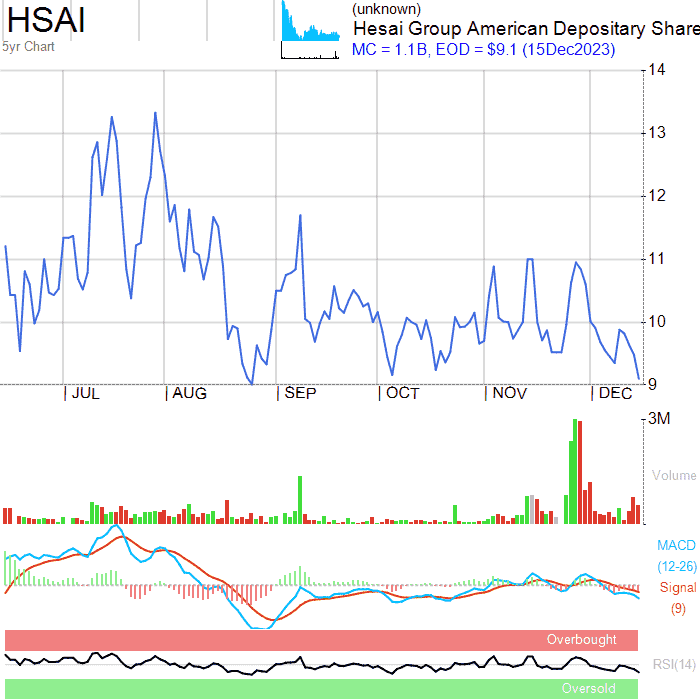 HSAI
5yr Chart
(unknown)
Hesai Group American Depositary Share
MC = 1.1B, EOD = $9.1 (15Dec2023)
14
13
12
11
10
9
JUL
AUG
SEP
OCT
NOV
DEC
3M
Volume
MACD
(12-26)
Signal
(9)
Overbought
RSI(14)
Oversold